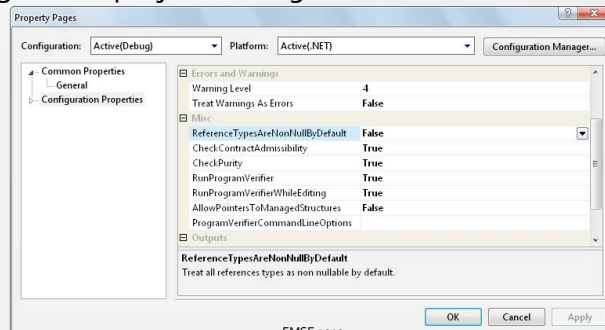 Property Pages
Configuration: Active(Debug) Platform: Active(.NET) Configuration Manager...
Common Properties
General
Configuration Properties
Errors and Warnings
Warning Level 4
Treat Warnings As Errors False
Misc
ReferenceTypesAreNonNullByDefault False
CheckContractAdmissibility True
CheckPurity True
RunProgramVerifier True
RunProgramVerifierWhileEditing True
AllowPointersToManagedStructures False
ProgramVerifierCommandLineOptions
Outputs
ReferenceTypesAreNonNullByDefault
Treat all references types as non nullable by default.
OK Cancel Apply